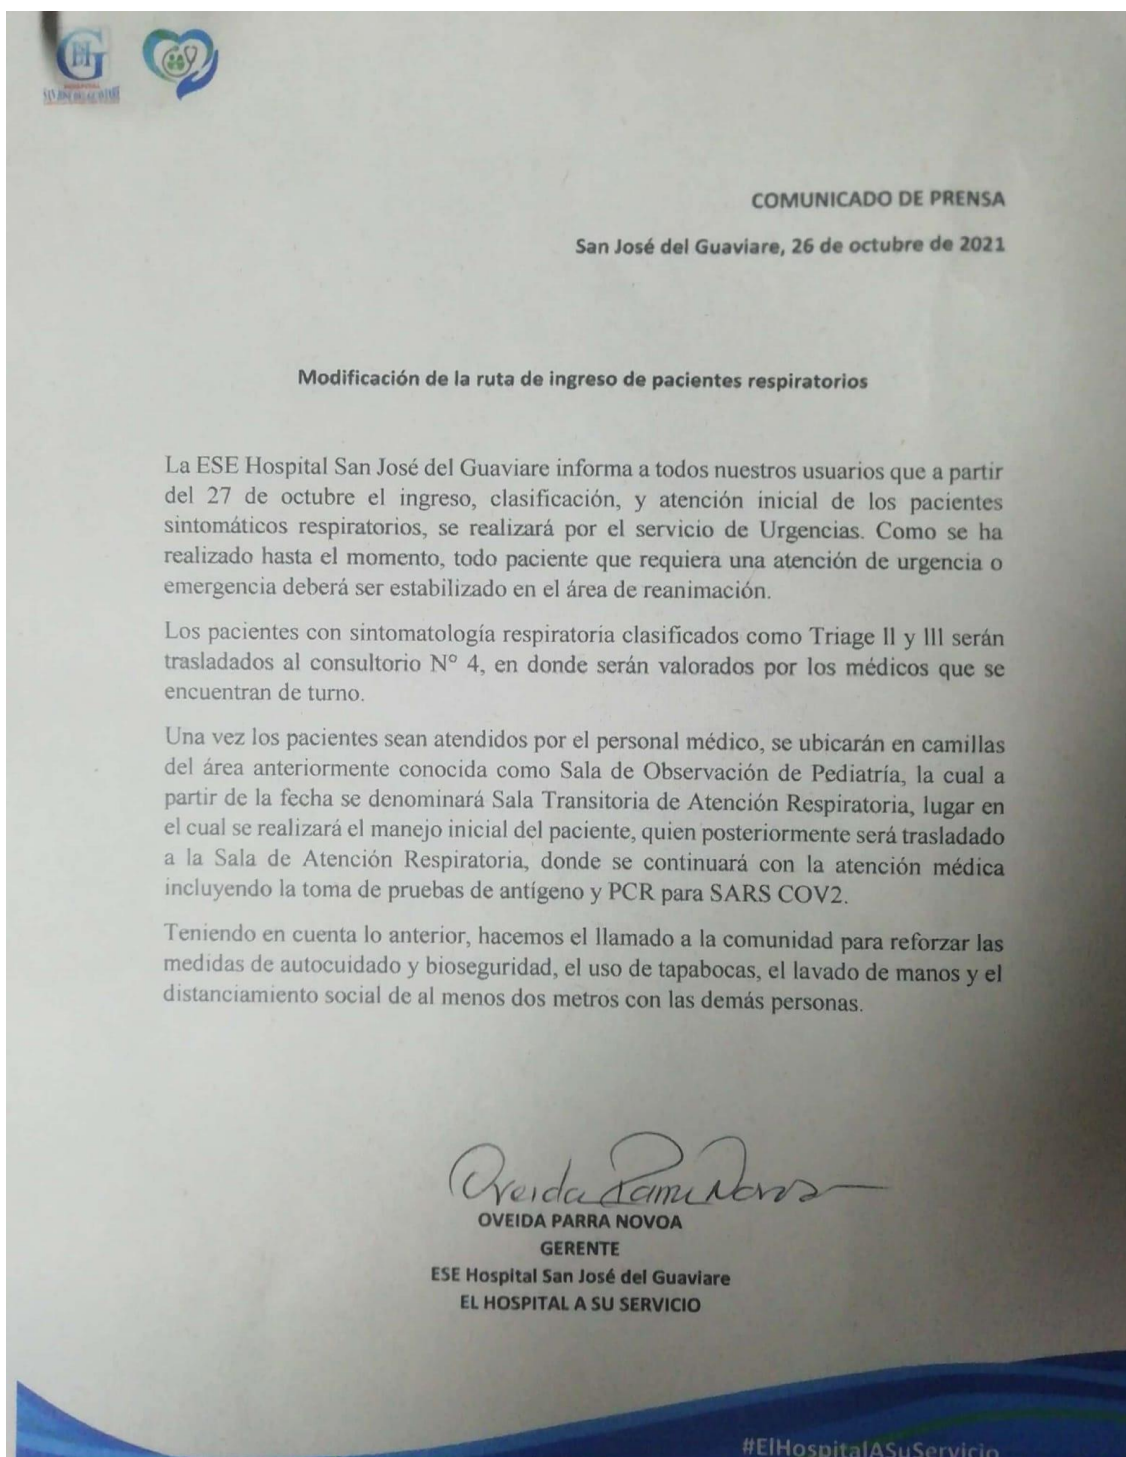 HOSPITAL
SAN JOSÉ DEL GUAVIARE
COMUNICADO DE PRENSA
San José del Guaviare, 26 de octubre de 2021
Modificación de la ruta de ingreso de pacientes respiratorios
La ESE Hospital San José del Guaviare informa a todos nuestros usuarios que a partir
del 27 de octubre el ingreso, clasificación, y atención inicial de los pacientes
sintomáticos respiratorios, se realizará por el servicio de Urgencias. Como se ha
realizado hasta el momento, todo paciente que requiera una atención de urgencia o
emergencia deberá ser estabilizado en el área de reanimación.
Los pacientes con sintomatología respiratoria clasificados como Triage II y III serán
trasladados al consultorio N° 4, en donde serán valorados por los médicos que se
encuentran de turno.
Una vez los pacientes sean atendidos por el personal médico, se ubicarán en camillas
del área anteriormente conocida como Sala de Observación de Pediatría, la cual a
partir de la fecha se denominará Sala Transitoria de Atención Respiratoria, lugar en
el cual se realizará el manejo inicial del paciente, quien posteriormente será trasladado
a la Sala de Atención Respiratoria, donde se continuará con la atención médica
incluyendo la toma de pruebas de antígeno y PCR para SARS COV2.
Teniendo en cuenta lo anterior, hacemos el llamado a la comunidad para reforzar las
medidas de autocuidado y bioseguridad, el uso de tapabocas, el lavado de manos y el
distanciamiento social de al menos dos metros con las demás personas.
Oveida Parra Novoa
OVEIDA PARRA NOVOA
GERENTE
ESE Hospital San José del Guaviare
EL HOSPITAL A SU SERVICIO
#ElHospitalASuServicio